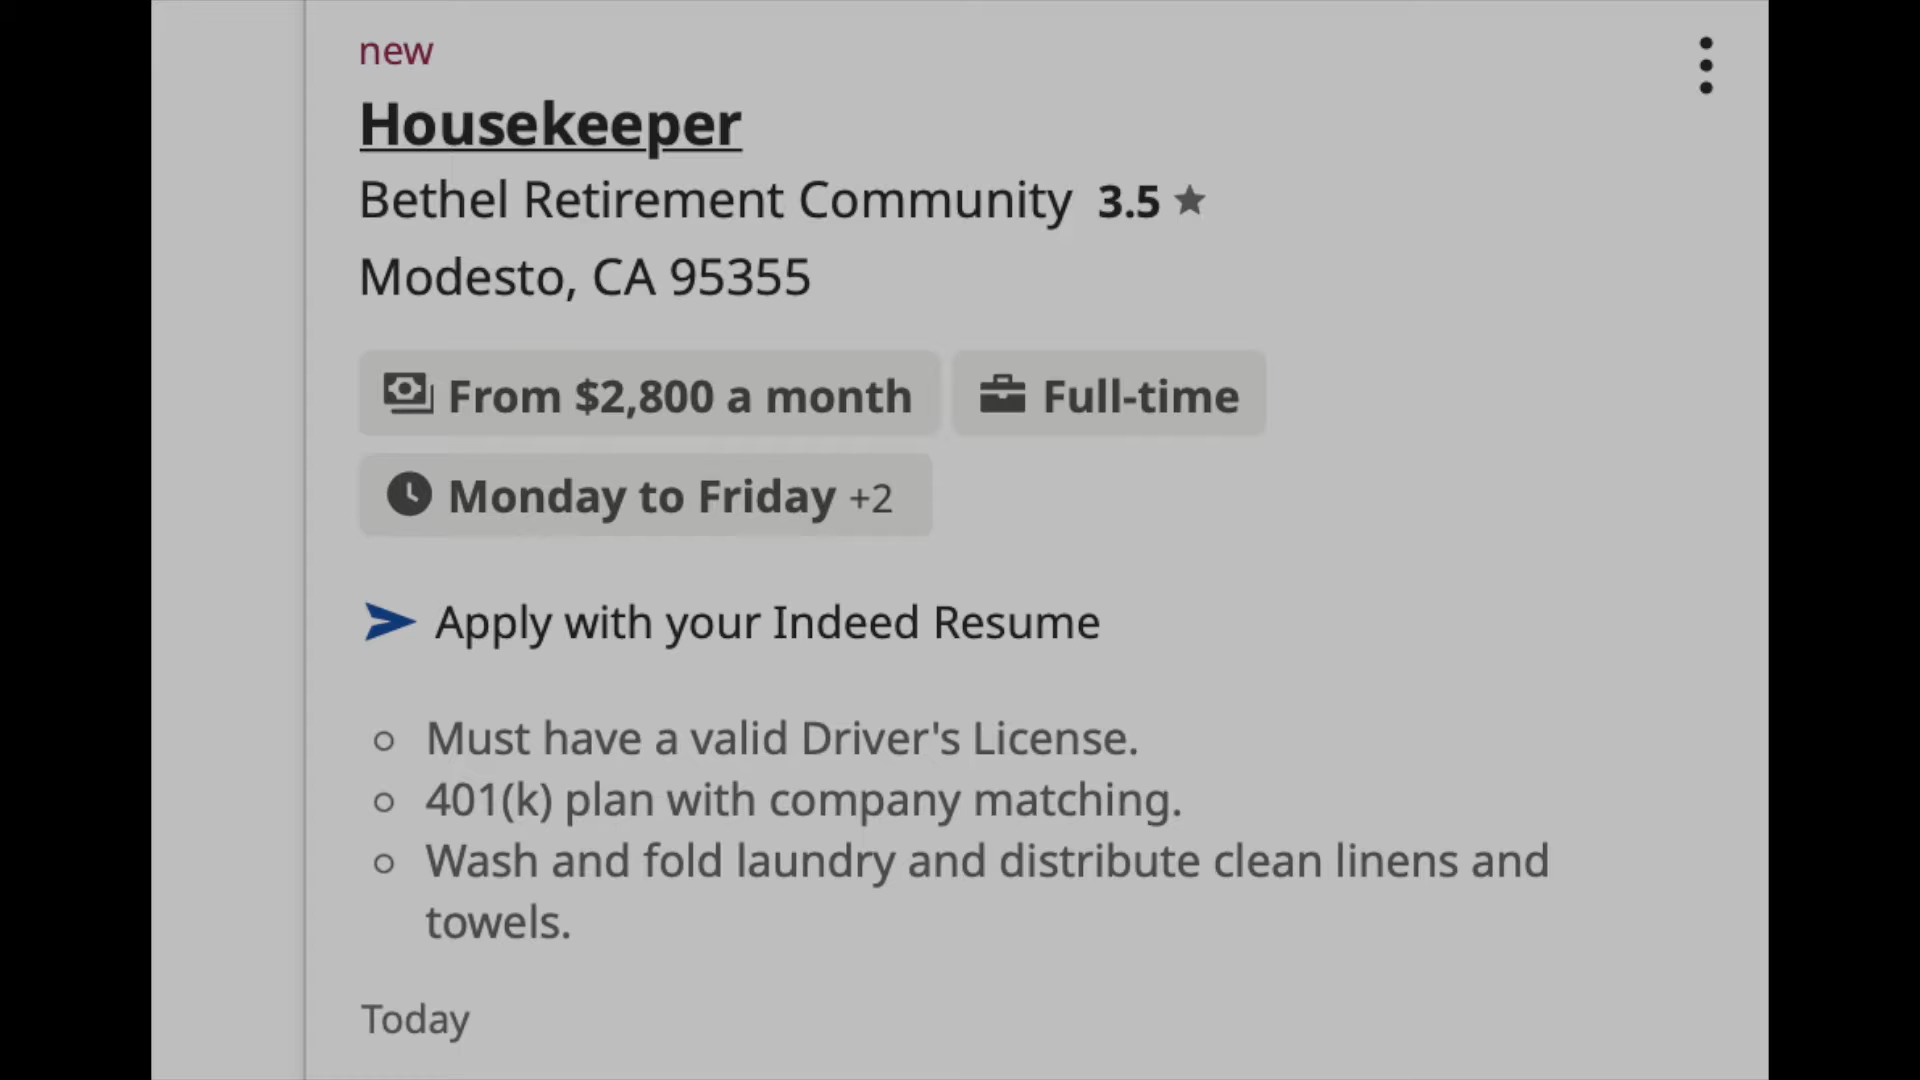 new
Housekeeper
Bethel Retirement Community 3.5
Modesto, CA 95355
From $2,800 a month Full-time
Monday to Friday +2
Apply with your Indeed Resume
Must have a valid Driver's License.
401(k) plan with company matching.
Wash and fold laundry and distribute clean linens and
towels.
Today